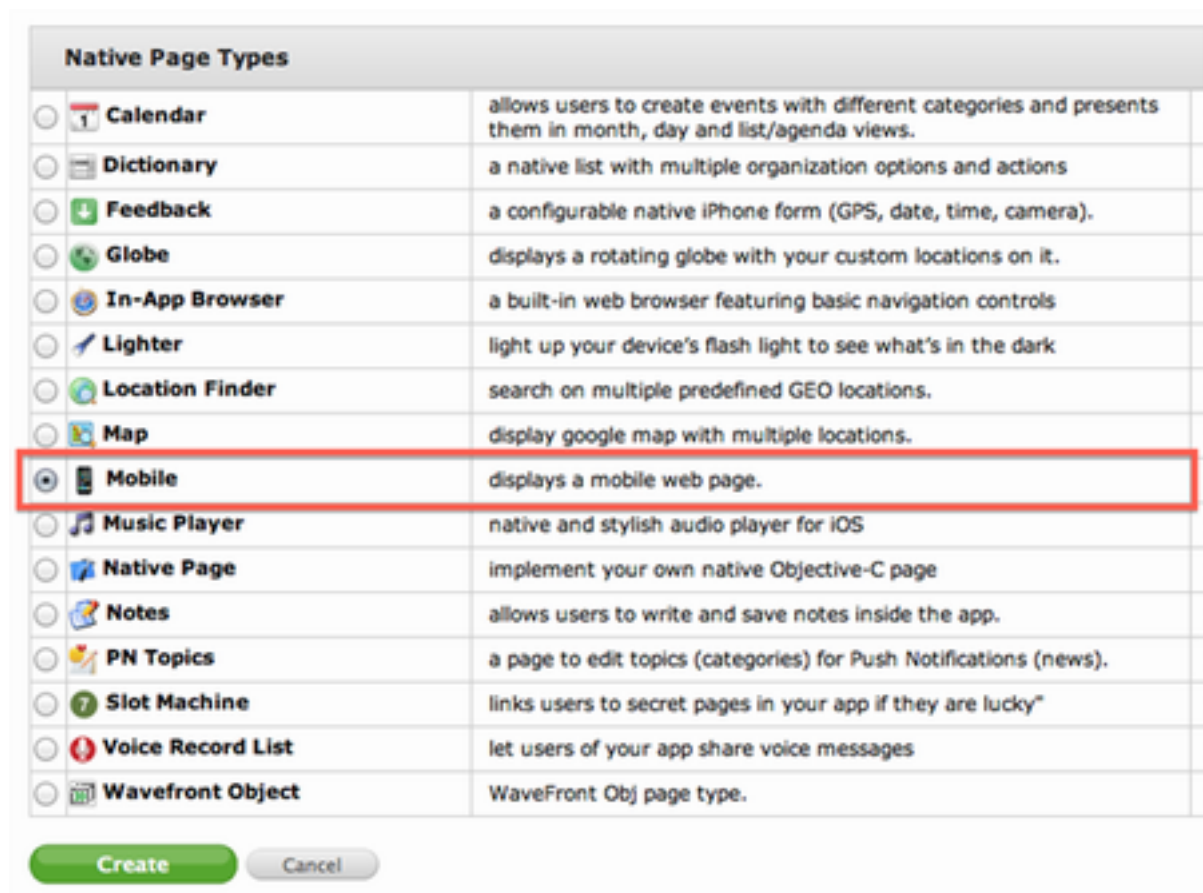 Native Page Types
1 Calendar allows users to create events with different categories and presents
them in month, day and list/agenda views.
Dictionary a native list with multiple organization options and actions
Feedback a configurable native iPhone form (GPS, date, time, camera).
Globe displays a rotating globe with your custom locations on it.
In-App Browser a built-in web browser featuring basic navigation controls
Lighter light up your device's flash light to see what's in the dark
Location Finder search on multiple predefined GEO locations.
Map display google map with multiple locations.
Mobile displays a mobile web page.
Music Player native and stylish audio player for iOS
Native Page implement your own native Objective-C page
Notes allows users to write and save notes inside the app.
PN Topics a page to edit topics (categories) for Push Notifications (news).
7 Slot Machine links users to secret pages in your app if they are lucky"
Voice Record List let users of your app share voice messages
Wavefront Object WaveFront Obj page type.
Create Cancel